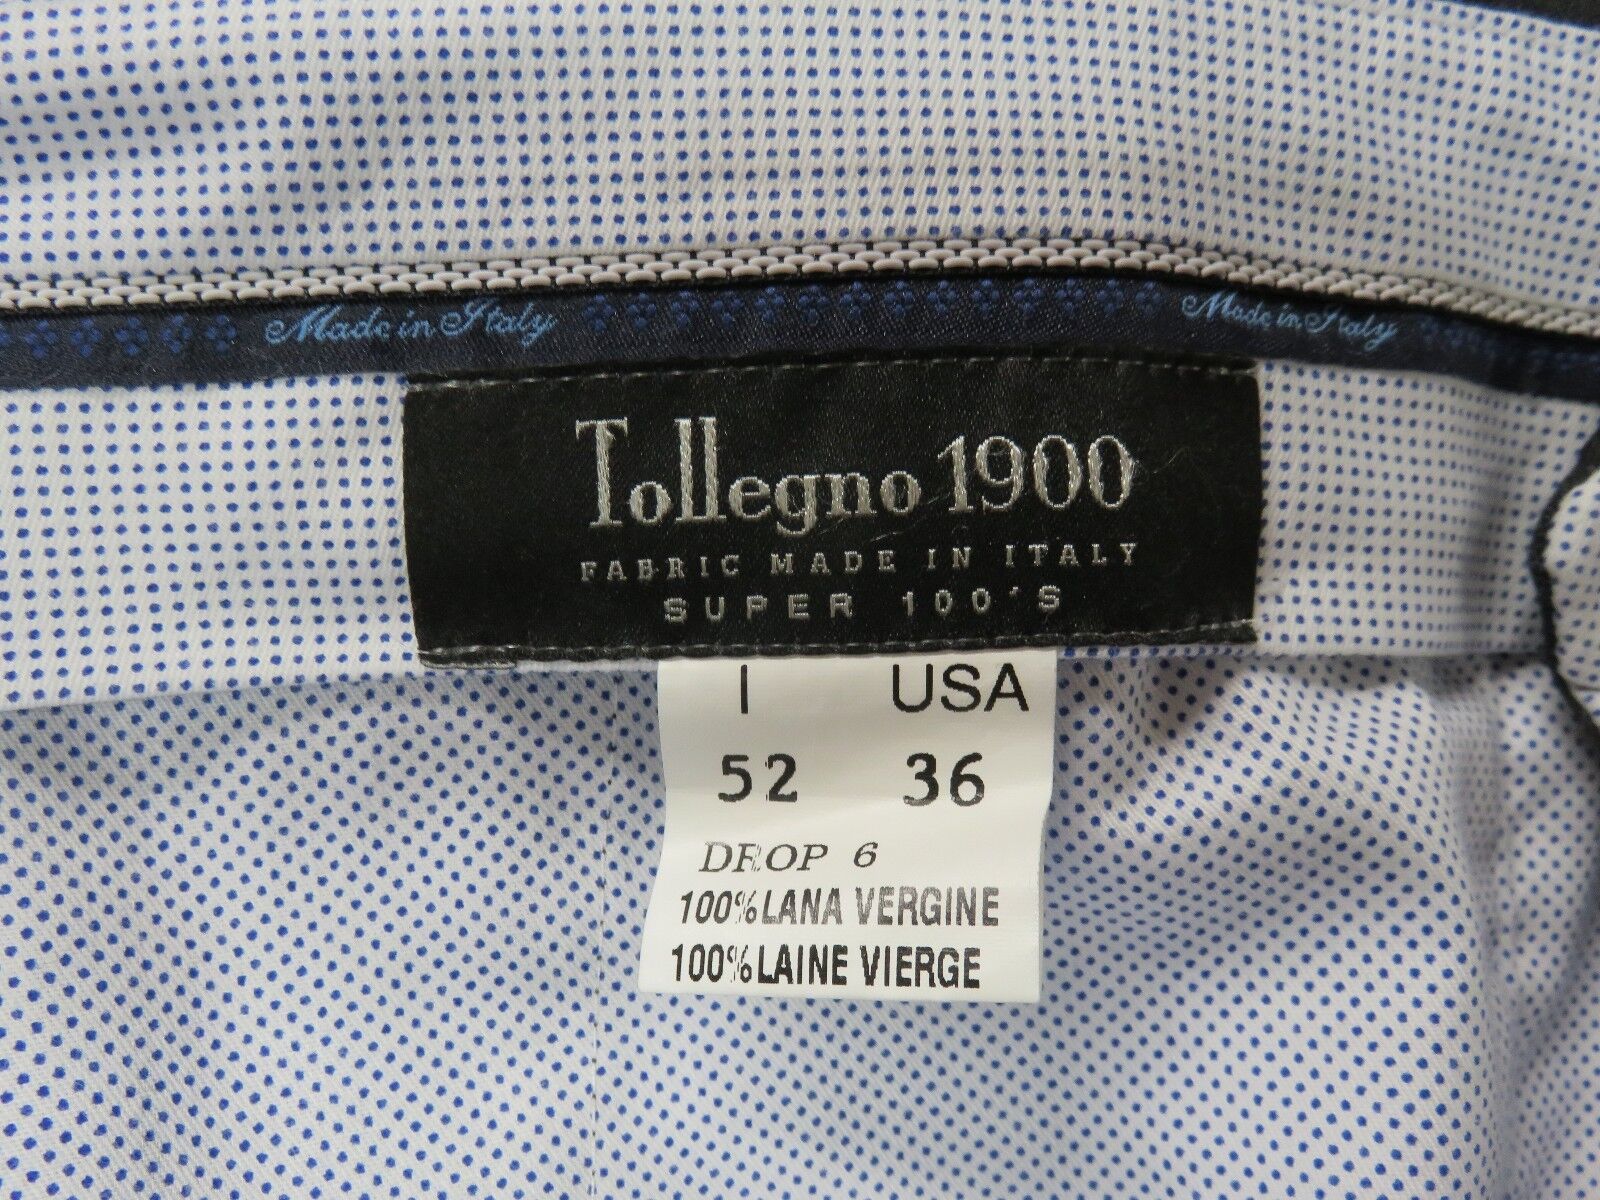 Made in Italy Made in Italy
Tollegno 1900
FABRIC MADE IN ITALY
SUPER 100'S
I USA
52 36
DROP 6
100% LANA VERGINE
100% LAINE VIERGE